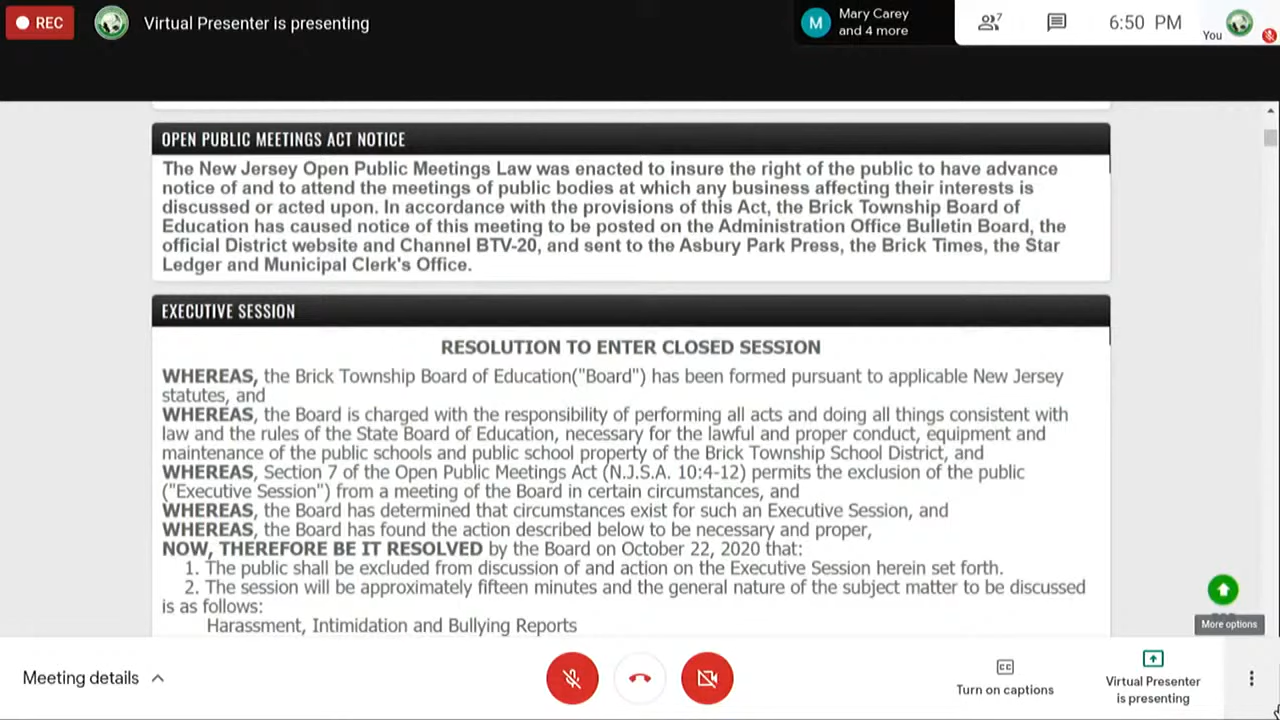 REC
Virtual Presenter is presenting
M
Mary Carey
and 4 more
7
6:50 PM
You
OPEN PUBLIC MEETINGS ACT NOTICE
The New Jersey Open Public Meetings Law was enacted to insure the right of the public to have advance
notice of and to attend the meetings of public bodies at which any business affecting their interests is
discussed or acted upon. In accordance with the provisions of this Act, the Brick Township Board of
Education has caused notice of this meeting to be posted on the Administration Office Bulletin Board, the
official District website and Channel BTV-20, and sent to the Asbury Park Press, the Brick Times, the Star
Ledger and Municipal Clerk's Office.
EXECUTIVE SESSION
RESOLUTION TO ENTER CLOSED SESSION
WHEREAS, the Brick Township Board of Education("Board") has been formed pursuant to applicable New Jersey
statutes, and
WHEREAS, the Board is charged with the responsibility of performing all acts and doing all things consistent with
law and the rules of the State Board of Education, necessary for the lawful and proper conduct, equipment and
maintenance of the public schools and public school property of the Brick Township School District, and
WHEREAS, Section 7 of the Open Public Meetings Act (N.J.S.A. 10:4-12) permits the exclusion of the public
("Executive Session") from a meeting of the Board in certain circumstances, and
WHEREAS, the Board has determined that circumstances exist for such an Executive Session, and
WHEREAS, the Board has found the action described below to be necessary and proper,
NOW, THEREFORE BE IT RESOLVED by the Board on October 22, 2020 that:
1. The public shall be excluded from discussion of and action on the Executive Session herein set forth.
2. The session will be approximately fifteen minutes and the general nature of the subject matter to be discussed
is as follows:
Harassment, Intimidation and Bullying Reports
More options
Meeting details
CC
Turn on captions
Virtual Presenter
is presenting